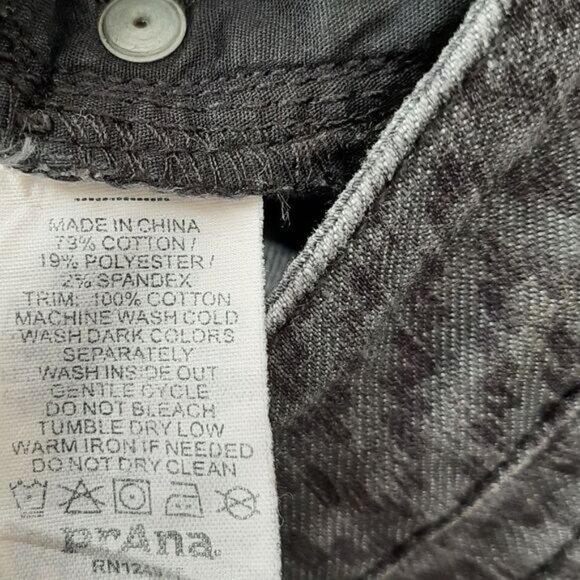 MADE IN CHINA
79% COTTON /
19% POLYESTER /
2% SPANDEX
TRIM: 100% COTTON
MACHINE WASH COLD
WASH DARK COLORS
SEPARATELY
WASH INSIDE OUT
GENTLE CYCLE
DO NOT BLEACH
TUMBLE DRY LOW
WARM IRON IF NEEDED
DO NOT DRY CLEAN
prAna